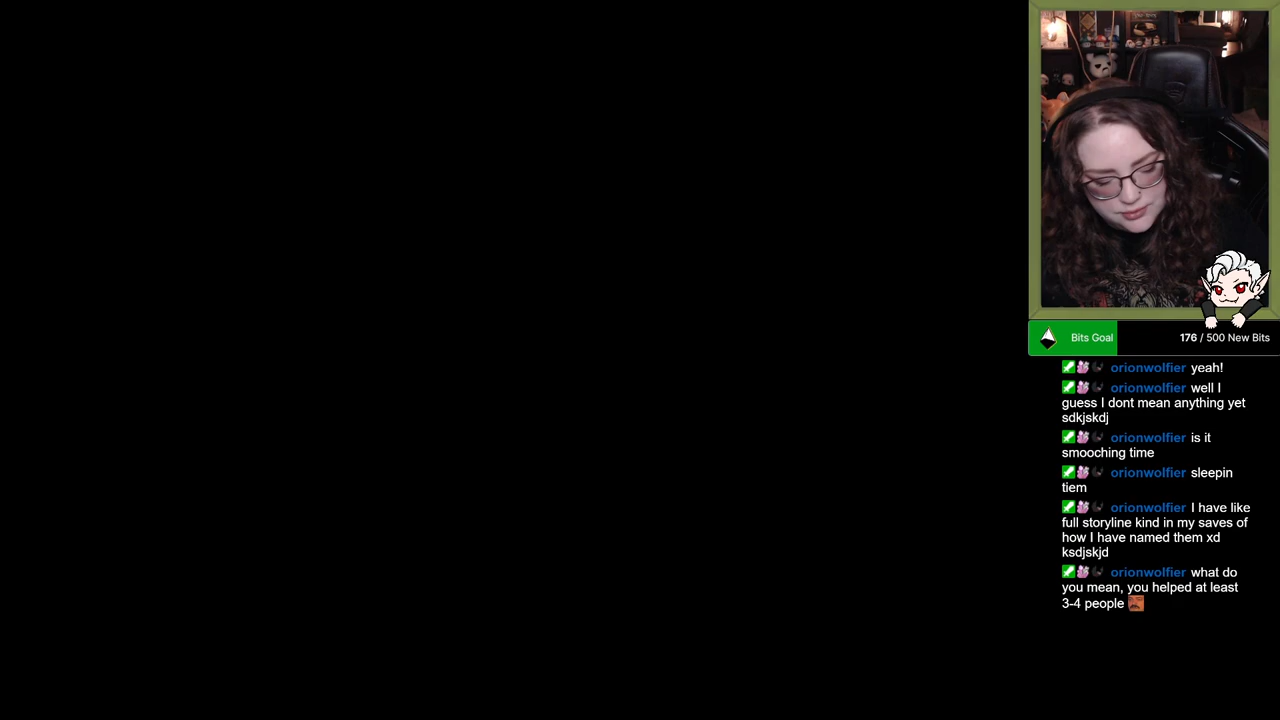 Bits Goal 176 / 500 New Bits
orionwolfier yeah!
orionwolfier well I
guess I dont mean anything yet
sdkjskdj
orionwolfier is it
smooching time
orionwolfier sleepin
tiem
orionwolfier I have like
full storyline kind in my saves of
how I have named them xd
ksdjskjd
orionwolfier what do
you mean, you helped at least
3-4 people